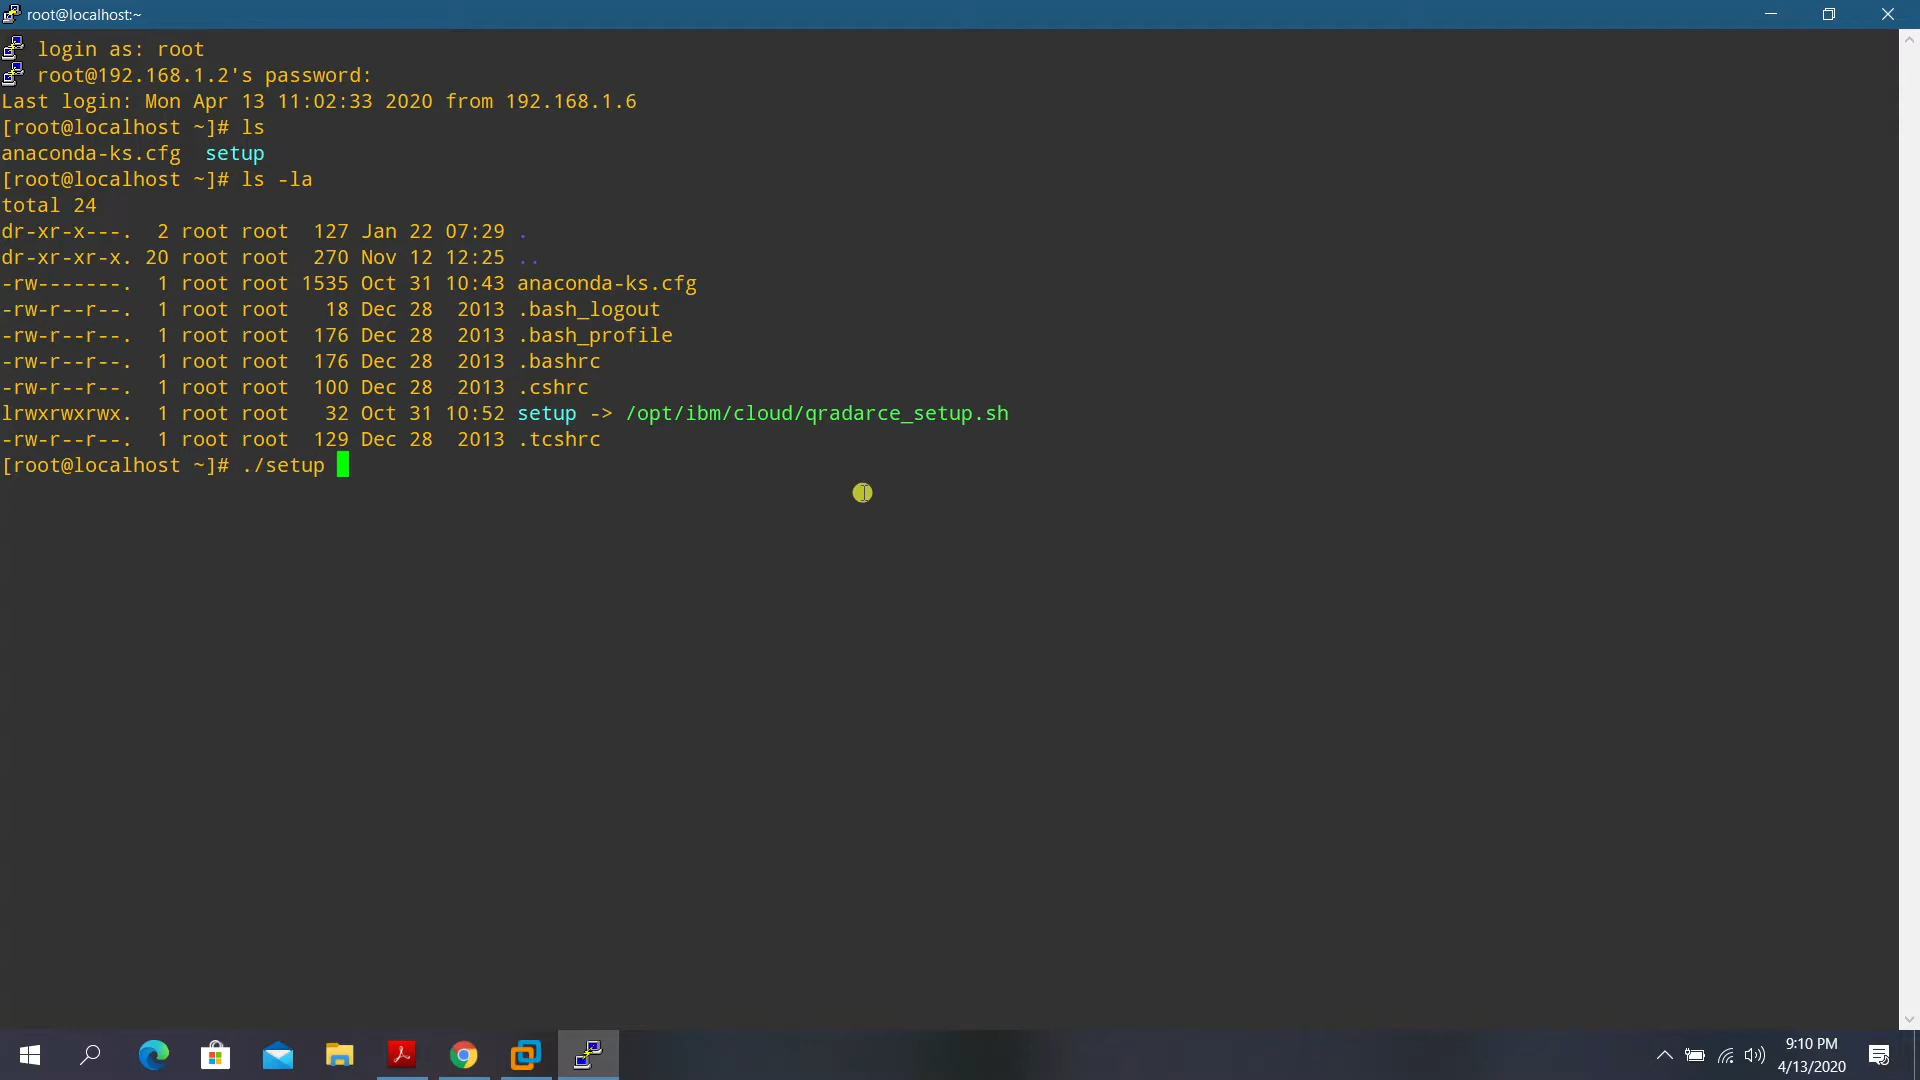 root@localhost:~
login as: root
root@192.168.1.2's password:
Last login: Mon Apr 13 11:02:33 2020 from 192.168.1.6
[root@localhost ~]# ls
anaconda-ks.cfg  setup
[root@localhost ~]# ls -la
total 24
dr-xr-x---.  2 root root  127 Jan 22 07:29 .
dr-xr-xr-x. 20 root root  270 Nov 12 12:25 ..
-rw-------.  1 root root 1535 Oct 31 10:43 anaconda-ks.cfg
-rw-r--r--.  1 root root   18 Dec 28  2013 .bash_logout
-rw-r--r--.  1 root root  176 Dec 28  2013 .bash_profile
-rw-r--r--.  1 root root  176 Dec 28  2013 .bashrc
-rw-r--r--.  1 root root  100 Dec 28  2013 .cshrc
lrwxrwxrwx.  1 root root   32 Oct 31 10:52 setup -> /opt/ibm/cloud/qradarce_setup.sh
-rw-r--r--.  1 root root  129 Dec 28  2013 .tcshrc
[root@localhost ~]# ./setup
9:10 PM
4/13/2020